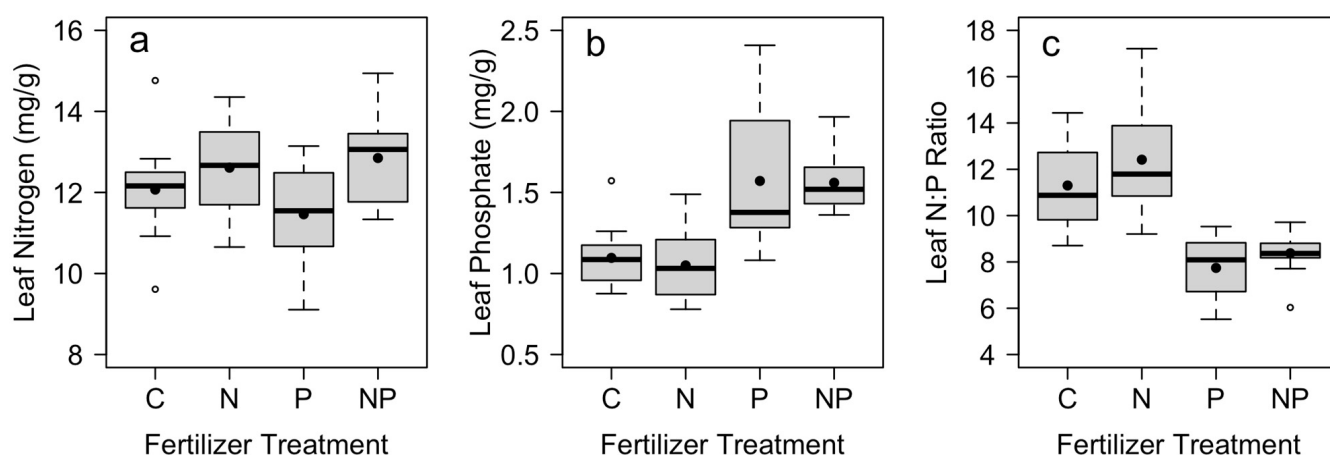 a
Leaf Nitrogen (mg/g)
16
14
12
10
8
C N P NP
Fertilizer Treatment
b
Leaf Phosphate (mg/g)
2.5
2.0
1.5
1.0
0.5
C N P NP
Fertilizer Treatment
c
Leaf N:P Ratio
18
16
14
12
10
8
6
4
C N P NP
Fertilizer Treatment